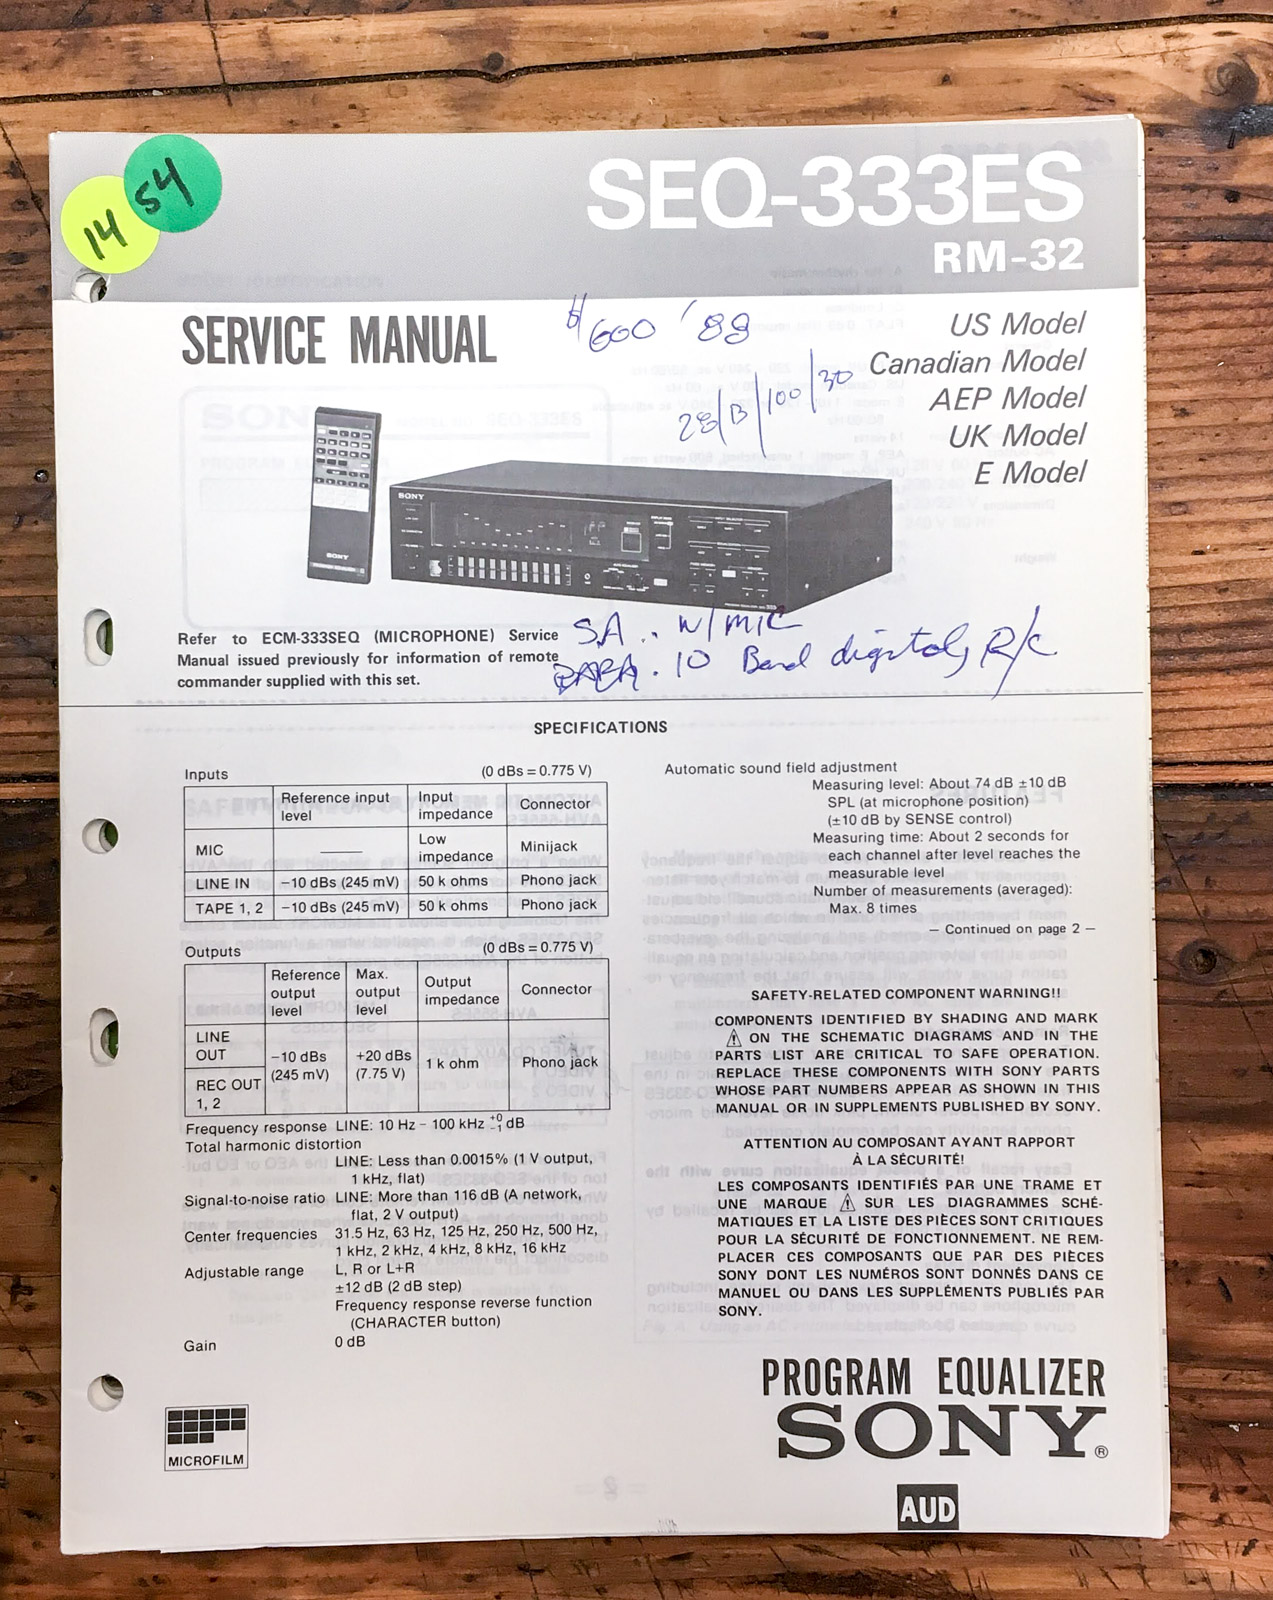 54
14
SEQ-333ES
RM-32
SERVICE MANUAL
$600 '88
28/B/100/30
US Model
Canadian Model
AEP Model
UK Model
E Model
SONY
SONY
Refer to ECM-333SEQ (MICROPHONE) Service
Manual issued previously for information of remote
commander supplied with this set.
SA .. W/MIC
10 Band digital, R/C
SPECIFICATIONS
Inputs (0 dBs = 0.775 V)
Reference input level Input impedance Connector
MIC —— Low impedance Minijack
LINE IN −10 dBs (245 mV) 50 k ohms Phono jack
TAPE 1, 2 −10 dBs (245 mV) 50 k ohms Phono jack
Outputs (0 dBs = 0.775 V)
Reference output level Max. output level Output impedance Connector
LINE OUT −10 dBs (245 mV) +20 dBs (7.75 V) 1 k ohm Phono jack
REC OUT 1, 2
Frequency response LINE: 10 Hz − 100 kHz +0 −1 dB
Total harmonic distortion
LINE: Less than 0.0015% (1 V output,
1 kHz, flat)
Signal-to-noise ratio LINE: More than 116 dB (A network,
flat, 2 V output)
Center frequencies 31.5 Hz, 63 Hz, 125 Hz, 250 Hz, 500 Hz,
1 kHz, 2 kHz, 4 kHz, 8 kHz, 16 kHz
Adjustable range L, R or L+R
±12 dB (2 dB step)
Frequency response reverse function
(CHARACTER button)
Gain 0 dB
Automatic sound field adjustment
Measuring level: About 74 dB ±10 dB
SPL (at microphone position)
(±10 dB by SENSE control)
Measuring time: About 2 seconds for
each channel after level reaches the
measurable level
Number of measurements (averaged):
Max. 8 times
— Continued on page 2 —
SAFETY-RELATED COMPONENT WARNING!!
COMPONENTS IDENTIFIED BY SHADING AND MARK
⚠ ON THE SCHEMATIC DIAGRAMS AND IN THE
PARTS LIST ARE CRITICAL TO SAFE OPERATION.
REPLACE THESE COMPONENTS WITH SONY PARTS
WHOSE PART NUMBERS APPEAR AS SHOWN IN THIS
MANUAL OR IN SUPPLEMENTS PUBLISHED BY SONY.
ATTENTION AU COMPOSANT AYANT RAPPORT
À LA SÉCURITÉ!
LES COMPOSANTS IDENTIFIÉS PAR UNE TRAME ET
UNE MARQUE ⚠ SUR LES DIAGRAMMES SCHÉ-
MATIQUES ET LA LISTE DES PIÈCES SONT CRITIQUES
POUR LA SÉCURITÉ DE FONCTIONNEMENT. NE REM-
PLACER CES COMPOSANTS QUE PAR DES PIÈCES
SONY DONT LES NUMÉROS SONT DONNÉS DANS CE
MANUEL OU DANS LES SUPPLÉMENTS PUBLIÉS PAR
SONY.
PROGRAM EQUALIZER
SONY®
MICROFILM
AUD